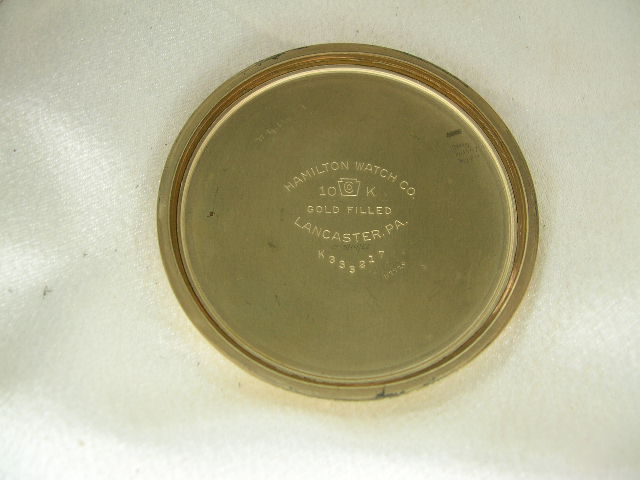 HAMILTON WATCH CO.
10 K
GOLD FILLED
LANCASTER, PA.
K333817